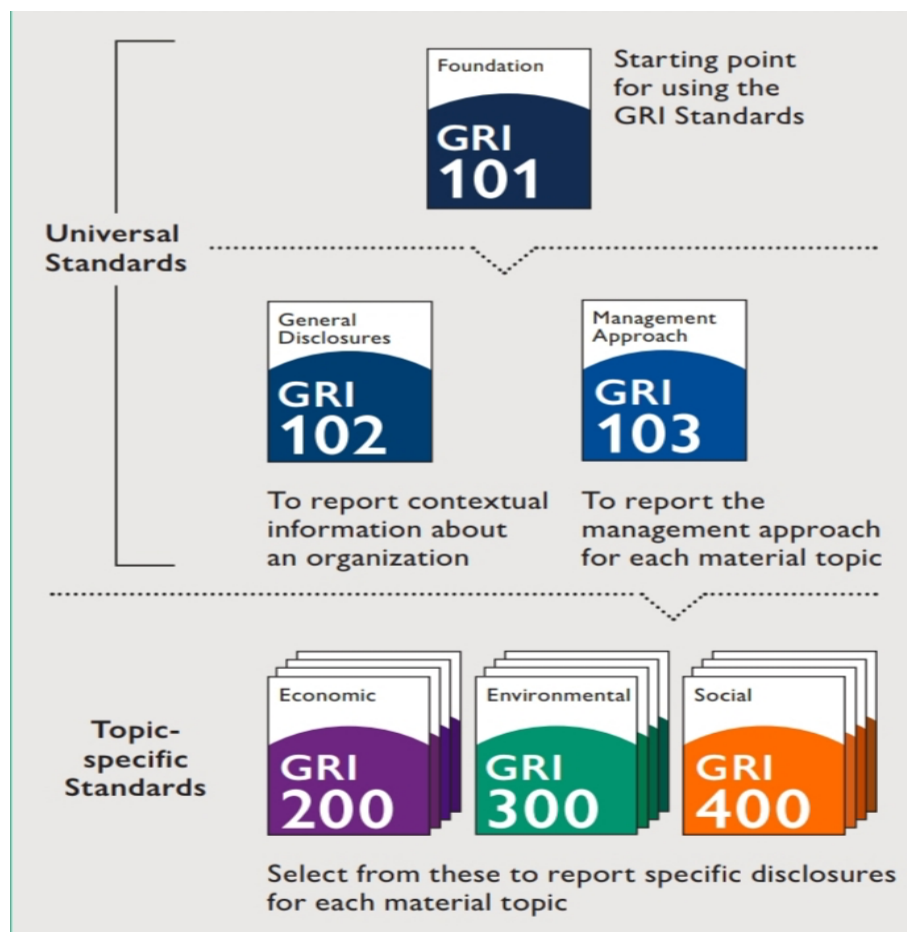 Foundation
GRI
101
Starting point
for using the
GRI Standards
Universal
Standards
General
Disclosures
GRI
102
To report contextual
information about
an organization
Management
Approach
GRI
103
To report the
management approach
for each material topic
Topic-
specific
Standards
Economic
GRI
200
Environmental
GRI
300
Social
GRI
400
Select from these to report specific disclosures
for each material topic